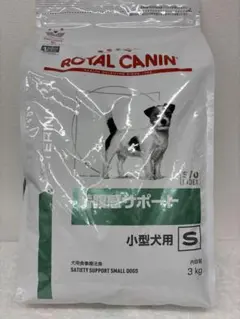 ROYAL CANIN
s/o
満腹感サポート
小型犬用 S
犬用食事療法食
SATIETY SUPPORT SMALL DOGS
内容量
3 kg